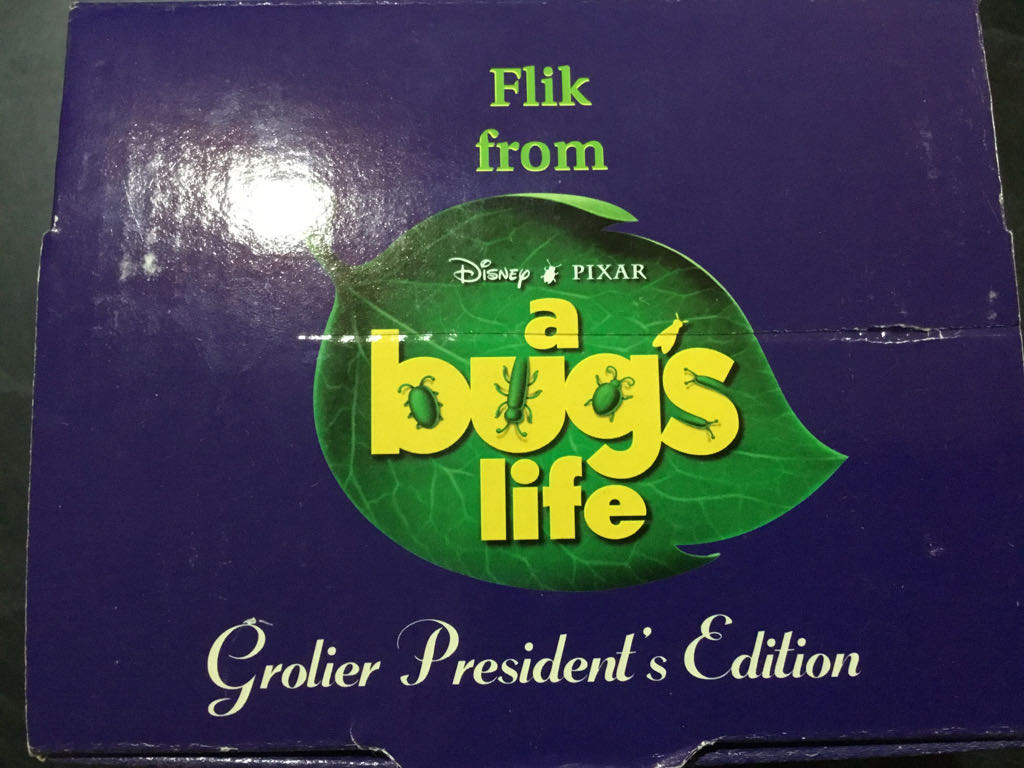 Flik
from
Disney PIXAR
a
bug's
life
Grolier President's Edition